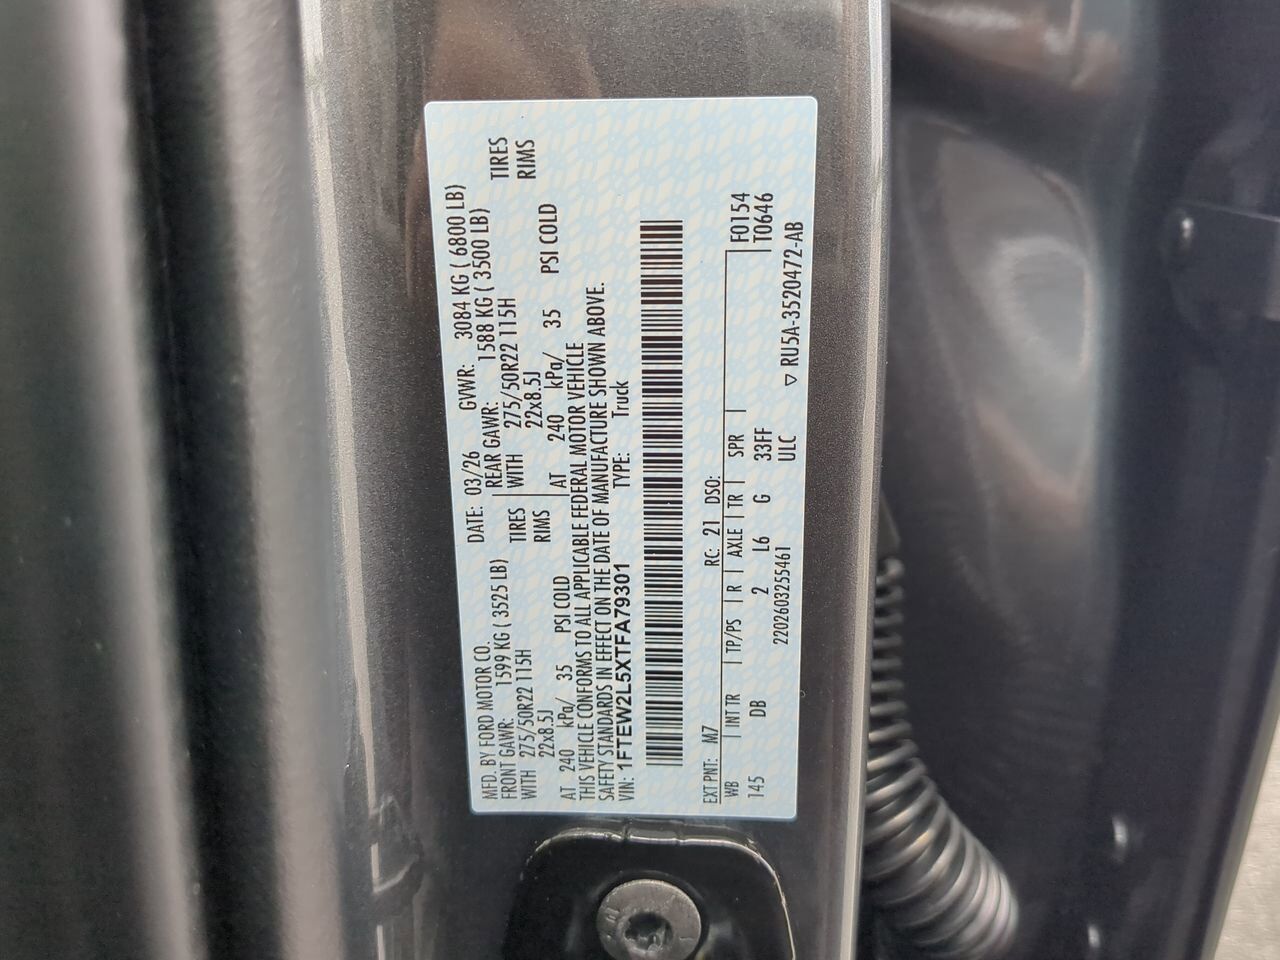 MFD. BY FORD MOTOR CO. DATE: 03/26 GVWR: 3084 KG ( 6800 LB)
FRONT GAWR: 1599 KG ( 3525 LB) REAR GAWR: 1588 KG ( 3500 LB)
WITH 275/50R22 115H TIRES WITH 275/50R22 115H TIRES
22x8.5J RIMS 22x8.5J RIMS
AT 240 kPa/ 35 PSI COLD AT 240 kPa/ 35 PSI COLD
THIS VEHICLE CONFORMS TO ALL APPLICABLE FEDERAL MOTOR VEHICLE
SAFETY STANDARDS IN EFFECT ON THE DATE OF MANUFACTURE SHOWN ABOVE.
VIN: 1FTEW2L5XTFA79301 TYPE: Truck
EXT PNT: M7 RC: 21 DSO:
WB INT TR TP/PS R AXLE TR SPR F0154
145 DB 2 L6 G 33FF T0646
220260325546I ULC ▽ RU5A-3520472-AB